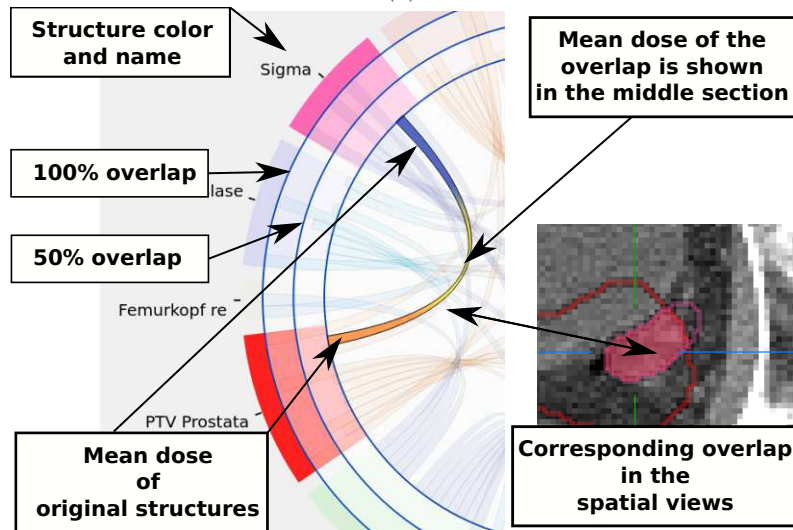 Structure color
and name
Sigma
Mean dose of the
overlap is shown
in the middle section
100% overlap
lase
50% overlap
Femurkopf re
PTV Prostata
Mean dose
of
original structures
Corresponding overlap
in the
spatial views